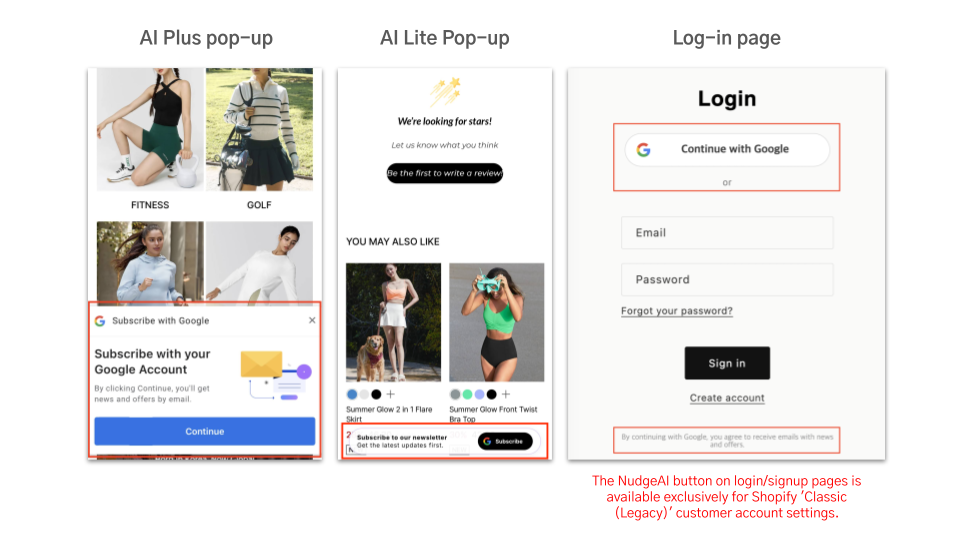 AI Plus pop-up
FITNESS
GOLF
Subscribe with Google
Subscribe with your
Google Account
By clicking Continue, you'll get
news and offers by email.
Continue
AI Lite Pop-up
We're looking for stars!
Let us know what you think
Be the first to write a review!
YOU MAY ALSO LIKE
Summer Glow 2 in 1 Flare
Skirt
Summer Glow Front Twist
Bra Top
Subscribe to our newsletter
Get the latest updates first.
Subscribe
Log-in page
Login
Continue with Google
or
Email
Password
Forgot your password?
Sign in
Create account
By continuing with Google, you agree to receive emails with news
and offers.
The NudgeAI button on login/signup pages is
available exclusively for Shopify 'Classic
(Legacy)' customer account settings.